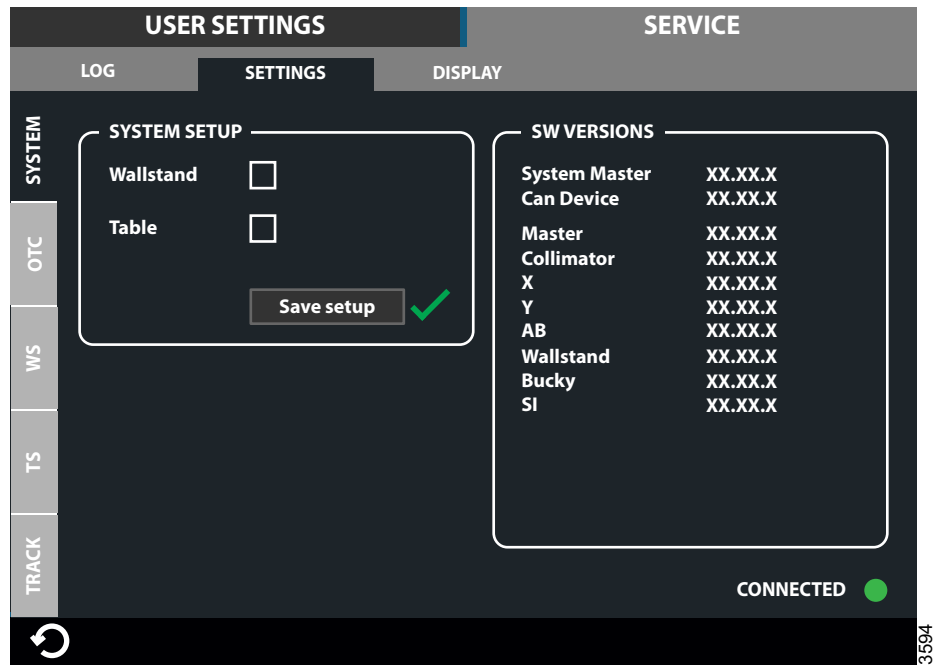 USER SETTINGS
SERVICE
LOG
SETTINGS
DISPLAY
SYSTEM
OTC
WS
TS
TRACK
SYSTEM SETUP
Wallstand
Table
Save setup
SW VERSIONS
System Master XX.XX.X
Can Device XX.XX.X
Master XX.XX.X
Collimator XX.XX.X
X XX.XX.X
Y XX.XX.X
AB XX.XX.X
Wallstand XX.XX.X
Bucky XX.XX.X
SI XX.XX.X
CONNECTED
3594